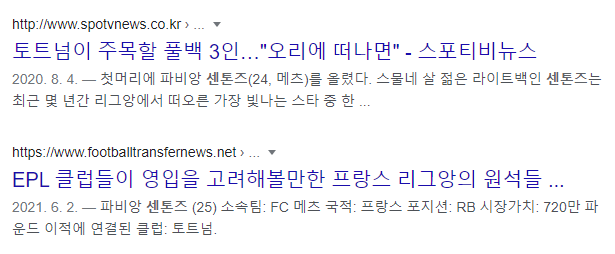 http://www.spotvnews.co.kr › ...
토트넘이 주목할 풀백 3인..."오리에 떠나면" - 스포티비뉴스
2020. 8. 4. — 첫머리에 파비앙 센톤즈(24, 메츠)를 올렸다. 스물네 살 젊은 라이트백인 센톤즈는
최근 몇 년간 리그앙에서 떠오른 가장 빛나는 스타 중 한 ...
https://www.footballtransfernews.net › ...
EPL 클럽들이 영입을 고려해볼만한 프랑스 리그앙의 원석들 ...
2021. 6. 2. — 파비앙 센톤즈 (25) 소속팀: FC 메츠 국적: 프랑스 포지션: RB 시장가치: 720만 파
운드 이적에 연결된 클럽: 토트넘.